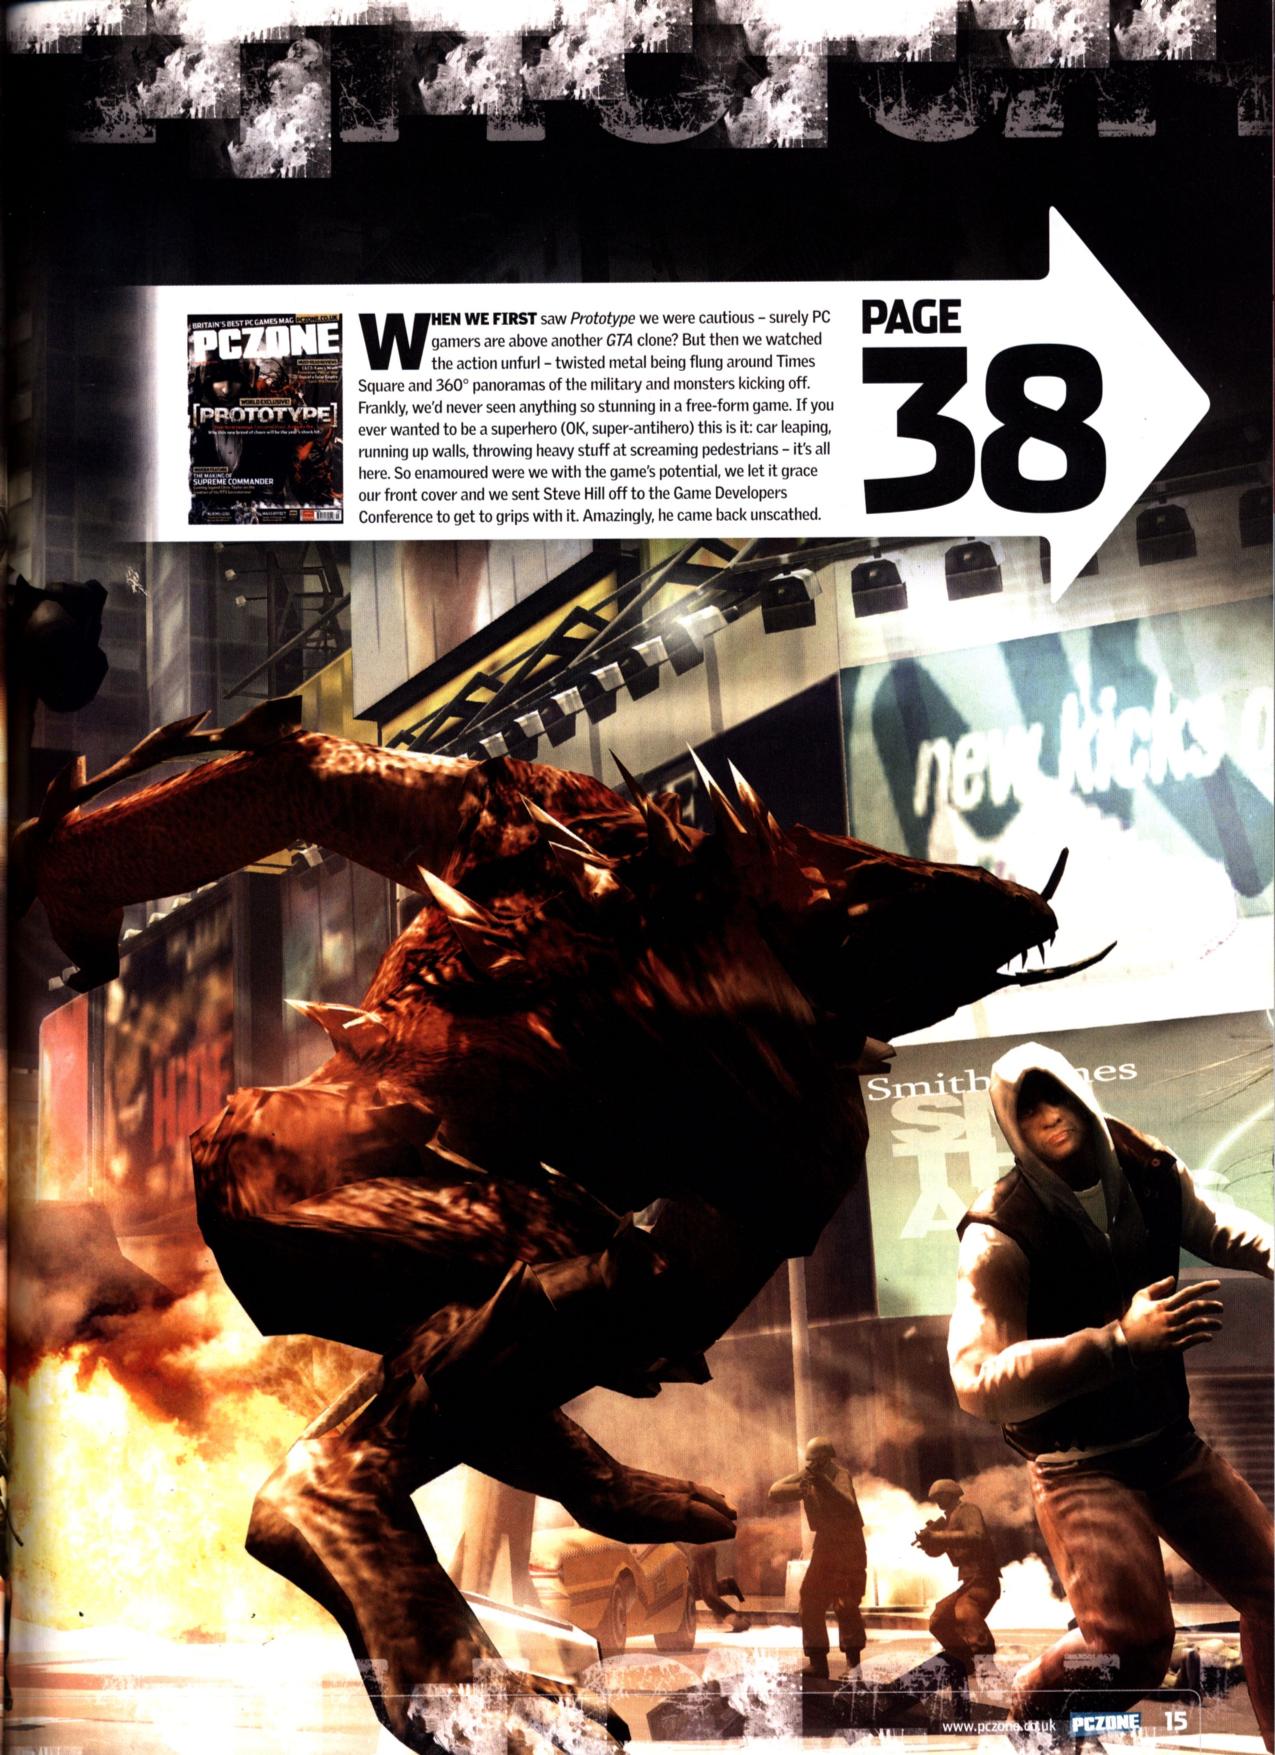 BRITAIN'S BEST PC GAMES MAG PCZONE.CO.UK
PCZONE
WORLD EXCLUSIVE!
[PROTOTYPE]
THE MAKING OF
SUPREME COMMANDER
WHEN WE FIRST saw Prototype we were cautious – surely PC
gamers are above another GTA clone? But then we watched
the action unfurl – twisted metal being flung around Times
Square and 360° panoramas of the military and monsters kicking off.
Frankly, we'd never seen anything so stunning in a free-form game. If you
ever wanted to be a superhero (OK, super-antihero) this is it: car leaping,
running up walls, throwing heavy stuff at screaming pedestrians – it's all
here. So enamoured were we with the game's potential, we let it grace
our front cover and we sent Steve Hill off to the Game Developers
Conference to get to grips with it. Amazingly, he came back unscathed.
PAGE
38
new kicks
Smith
www.pczone.co.uk PCZONE 15